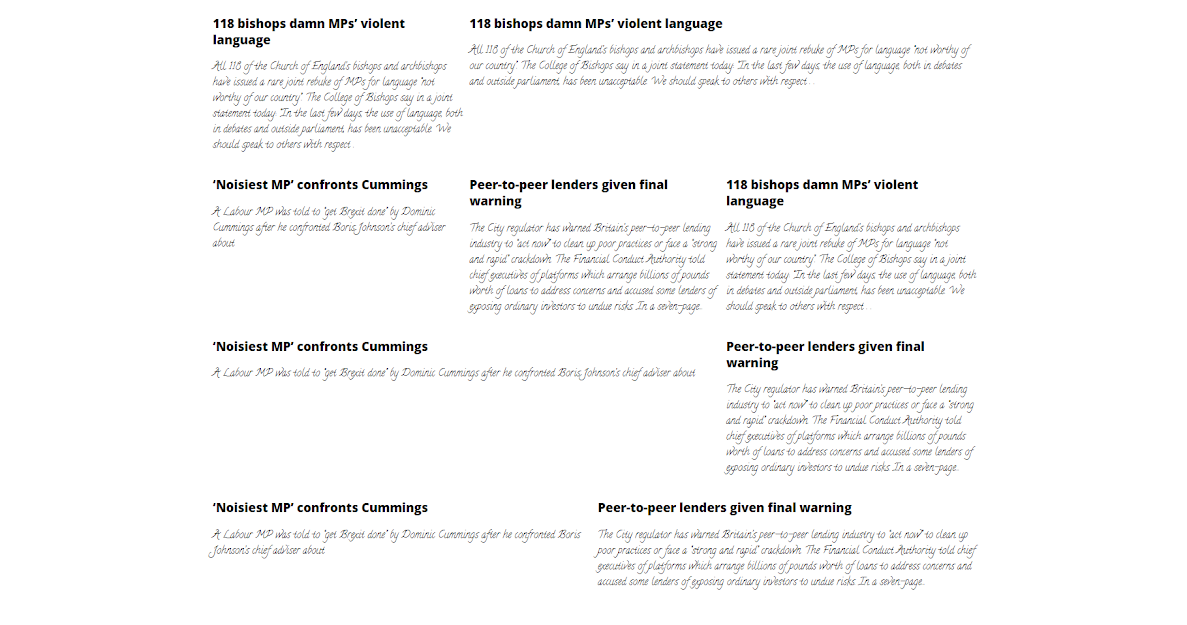 118 bishops damn MPs’ violent
language
All 118 of the Church of England's bishops and archbishops
have issued a rare joint rebuke of MPs for language "not
worthy of our country". The College of Bishops say in a joint
statement today: "In the last few days, the use of language, both
in debates and outside parliament, has been unacceptable. We
should speak to others with respect...
118 bishops damn MPs’ violent language
All 118 of the Church of England's bishops and archbishops have issued a rare joint rebuke of MPs for language "not worthy of
our country". The College of Bishops say in a joint statement today: "In the last few days, the use of language, both in debates
and outside parliament, has been unacceptable. We should speak to others with respect...
‘Noisiest MP’ confronts Cummings
A Labour MP was told to "get Brexit done" by Dominic
Cummings after he confronted Boris Johnson's chief adviser
about
Peer-to-peer lenders given final
warning
The City regulator has warned Britain's peer-to-peer lending
industry to "act now" to clean up poor practices or face a "strong
and rapid" crackdown. The Financial Conduct Authority told
chief executives of platforms which arrange billions of pounds
worth of loans to address concerns and accused some lenders of
exposing ordinary investors to undue risks. In a seven-page...
118 bishops damn MPs’ violent
language
All 118 of the Church of England's bishops and archbishops
have issued a rare joint rebuke of MPs for language "not
worthy of our country". The College of Bishops say in a joint
statement today: "In the last few days, the use of language, both
in debates and outside parliament, has been unacceptable. We
should speak to others with respect...
‘Noisiest MP’ confronts Cummings
A Labour MP was told to "get Brexit done" by Dominic Cummings after he confronted Boris Johnson's chief adviser about
Peer-to-peer lenders given final
warning
The City regulator has warned Britain's peer-to-peer lending
industry to "act now" to clean up poor practices or face a "strong
and rapid" crackdown. The Financial Conduct Authority told
chief executives of platforms which arrange billions of pounds
worth of loans to address concerns and accused some lenders of
exposing ordinary investors to undue risks. In a seven-page...
‘Noisiest MP’ confronts Cummings
A Labour MP was told to "get Brexit done" by Dominic Cummings after he confronted Boris
Johnson's chief adviser about
Peer-to-peer lenders given final warning
The City regulator has warned Britain's peer-to-peer lending industry to "act now" to clean up
poor practices or face a "strong and rapid" crackdown. The Financial Conduct Authority told chief
executives of platforms which arrange billions of pounds worth of loans to address concerns and
accused some lenders of exposing ordinary investors to undue risks. In a seven-page...